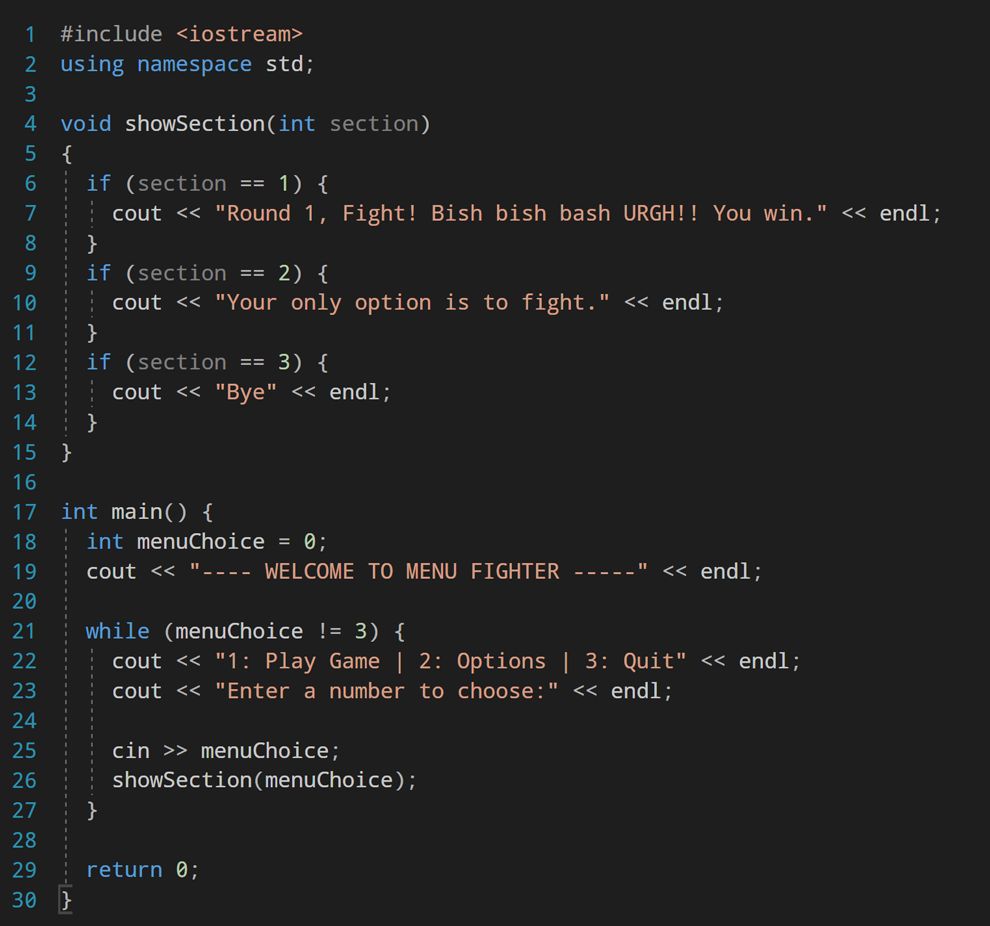 1 #include <iostream>
2 using namespace std;
3
4 void showSection(int section)
5 {
6   if (section == 1) {
7     cout << "Round 1, Fight! Bish bish bash URGH!! You win." << endl;
8   }
9   if (section == 2) {
10     cout << "Your only option is to fight." << endl;
11   }
12   if (section == 3) {
13     cout << "Bye" << endl;
14   }
15 }
16
17 int main() {
18   int menuChoice = 0;
19   cout << "---- WELCOME TO MENU FIGHTER -----" << endl;
20
21   while (menuChoice != 3) {
22     cout << "1: Play Game | 2: Options | 3: Quit" << endl;
23     cout << "Enter a number to choose:" << endl;
24
25     cin >> menuChoice;
26     showSection(menuChoice);
27   }
28
29   return 0;
30 }